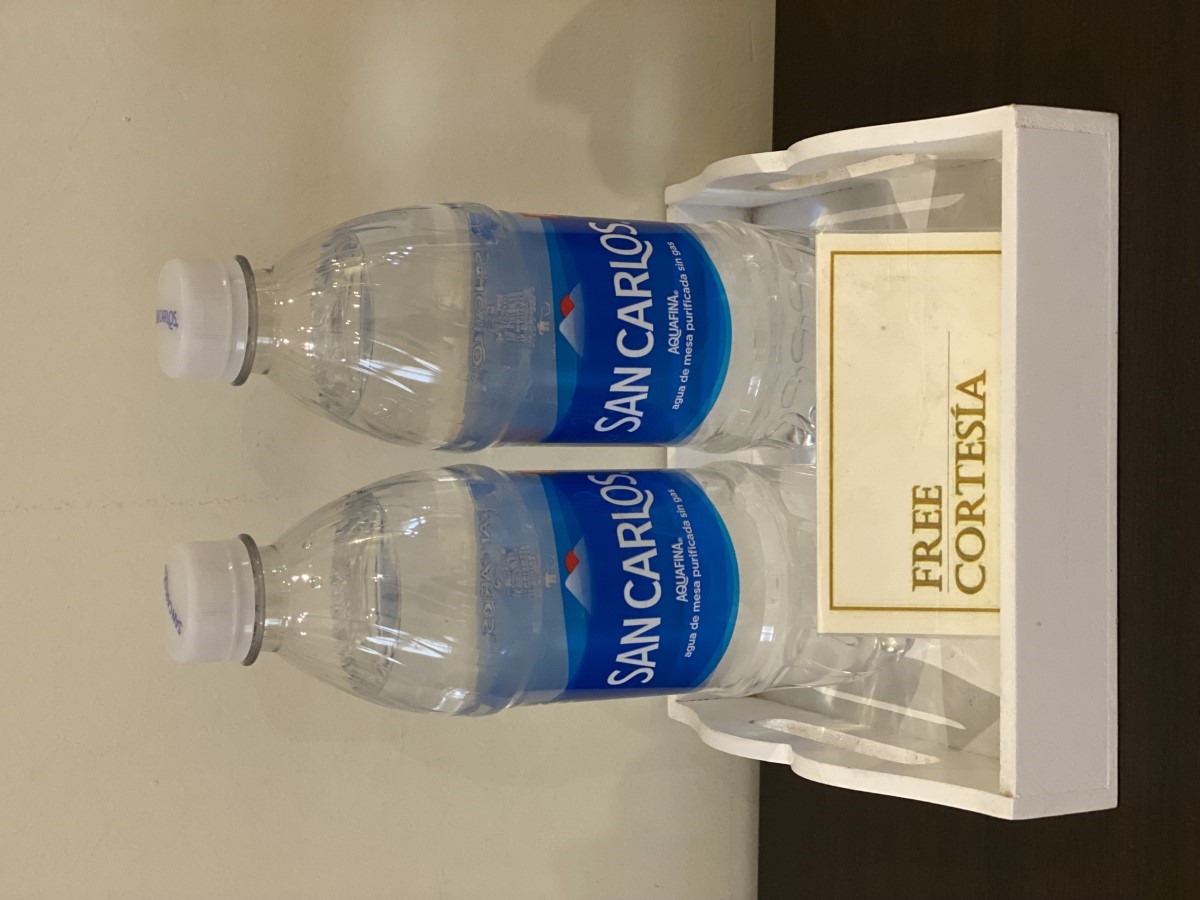 SAN CARLOS
AQUAFINA®
agua de mesa purificada sin gas
SAN CARLOS
AQUAFINA®
agua de mesa purificada sin gas
FREE
CORTESÍA